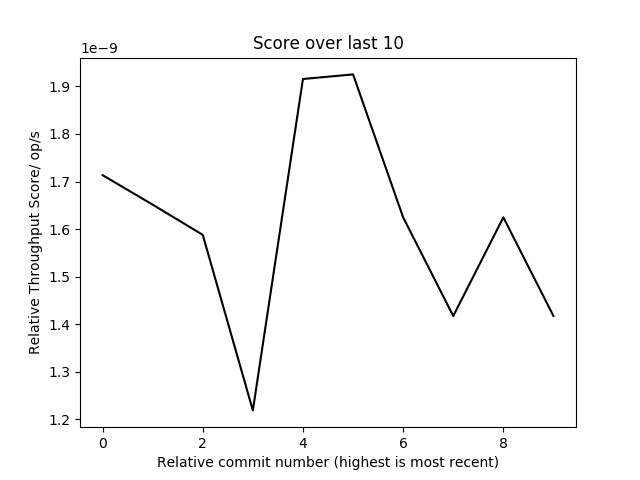 Score over last 10
1e−9
1.9
1.8
1.7
1.6
1.5
1.4
1.3
1.2
Relative Throughput Score/ op/s
0 2 4 6 8
Relative commit number (highest is most recent)